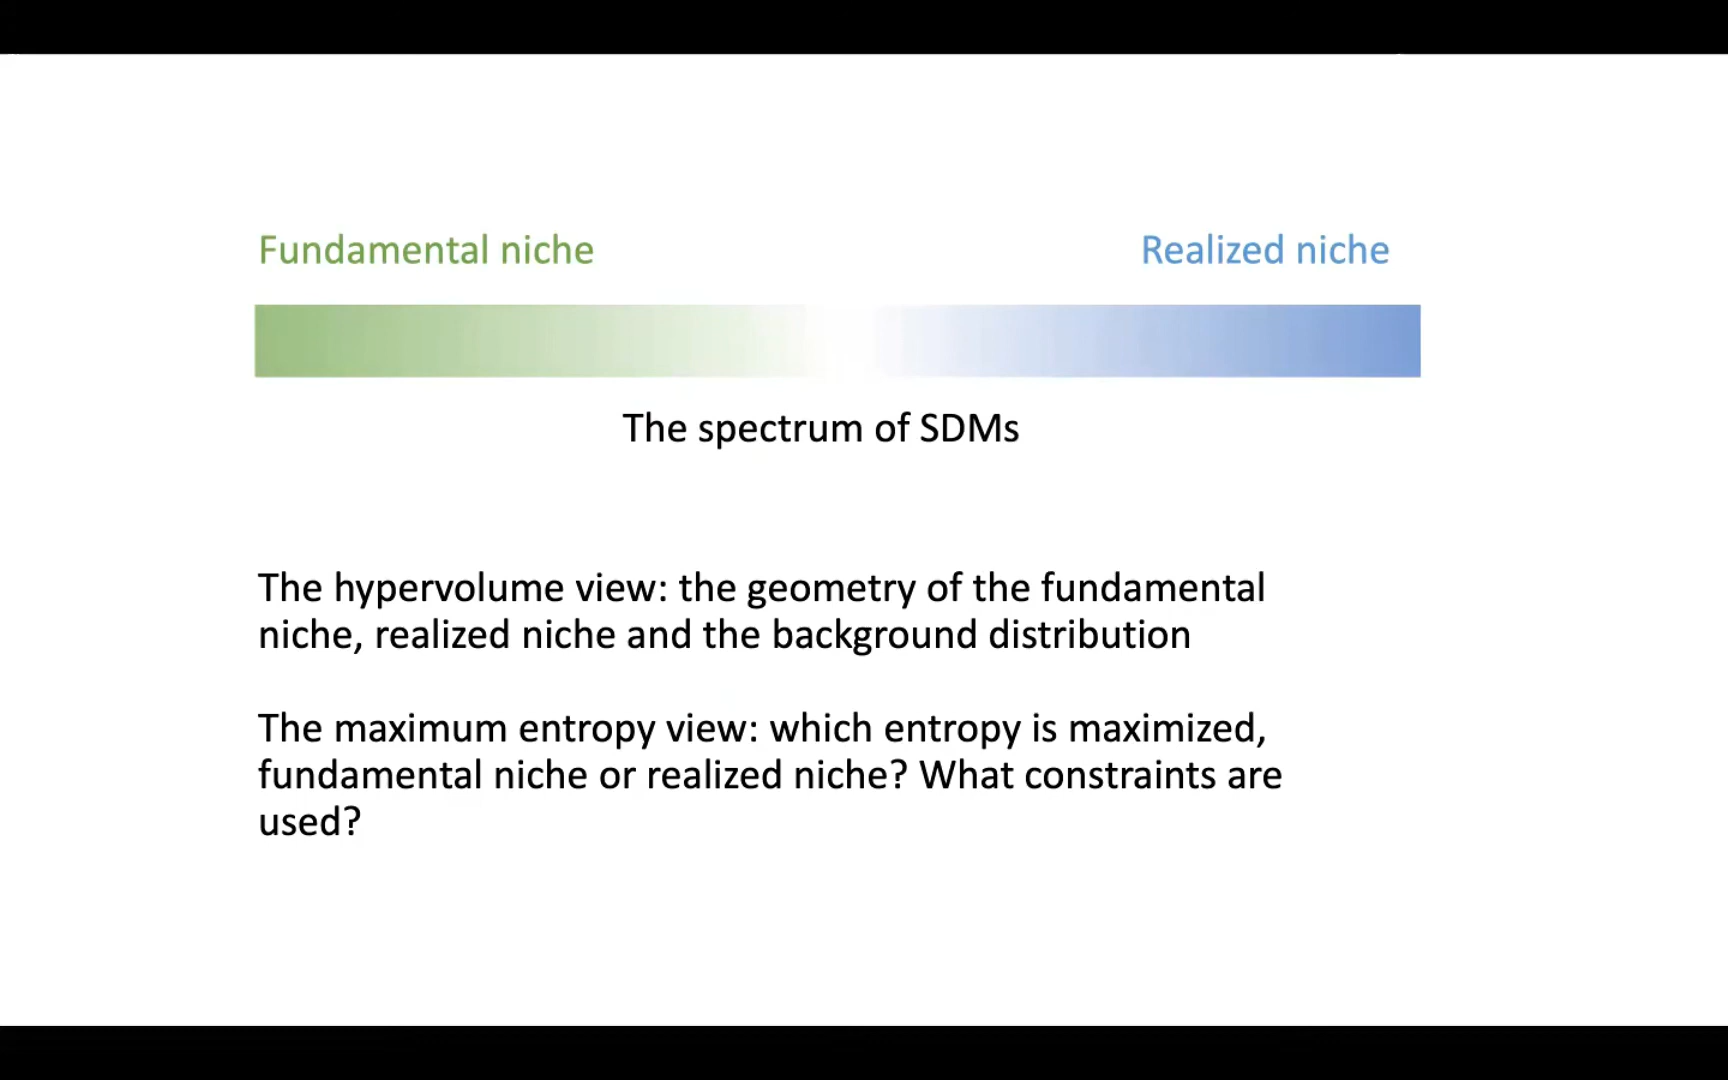 Fundamental niche
Realized niche
The spectrum of SDMs
The hypervolume view: the geometry of the fundamental
niche, realized niche and the background distribution
The maximum entropy view: which entropy is maximized,
fundamental niche or realized niche? What constraints are
used?